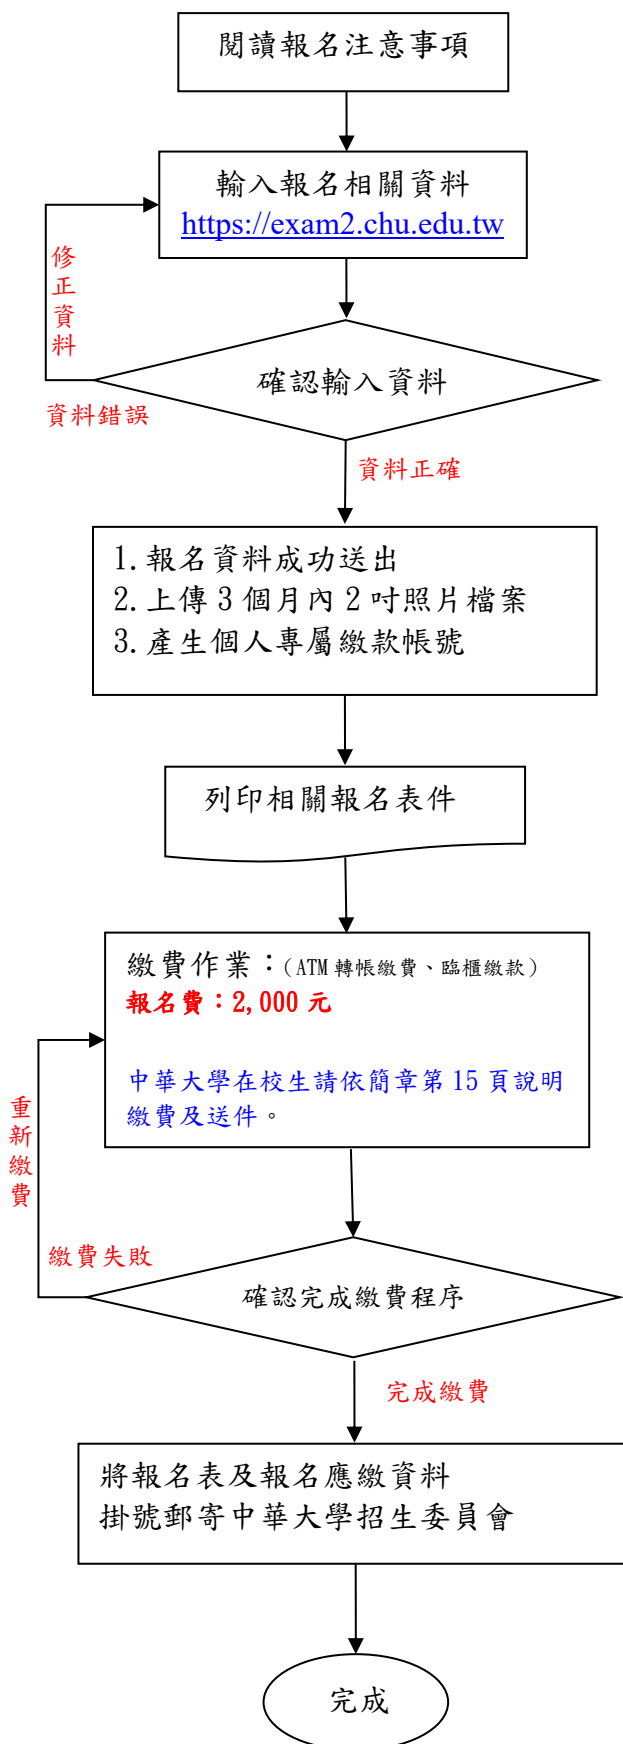 閱讀報名注意事項
輸入報名相關資料
https://exam2.chu.edu.tw
修正資料
確認輸入資料
資料錯誤
資料正確
1.報名資料成功送出
2.上傳3個月內2吋照片檔案
3.產生個人專屬繳款帳號
列印相關報名表件
繳費作業：（ATM轉帳繳費、臨櫃繳款）
報名費：2,000元
中華大學在校生請依簡章第15頁說明
繳費及送件。
重新繳費
繳費失敗
確認完成繳費程序
完成繳費
將報名表及報名應繳資料
掛號郵寄中華大學招生委員會
完成